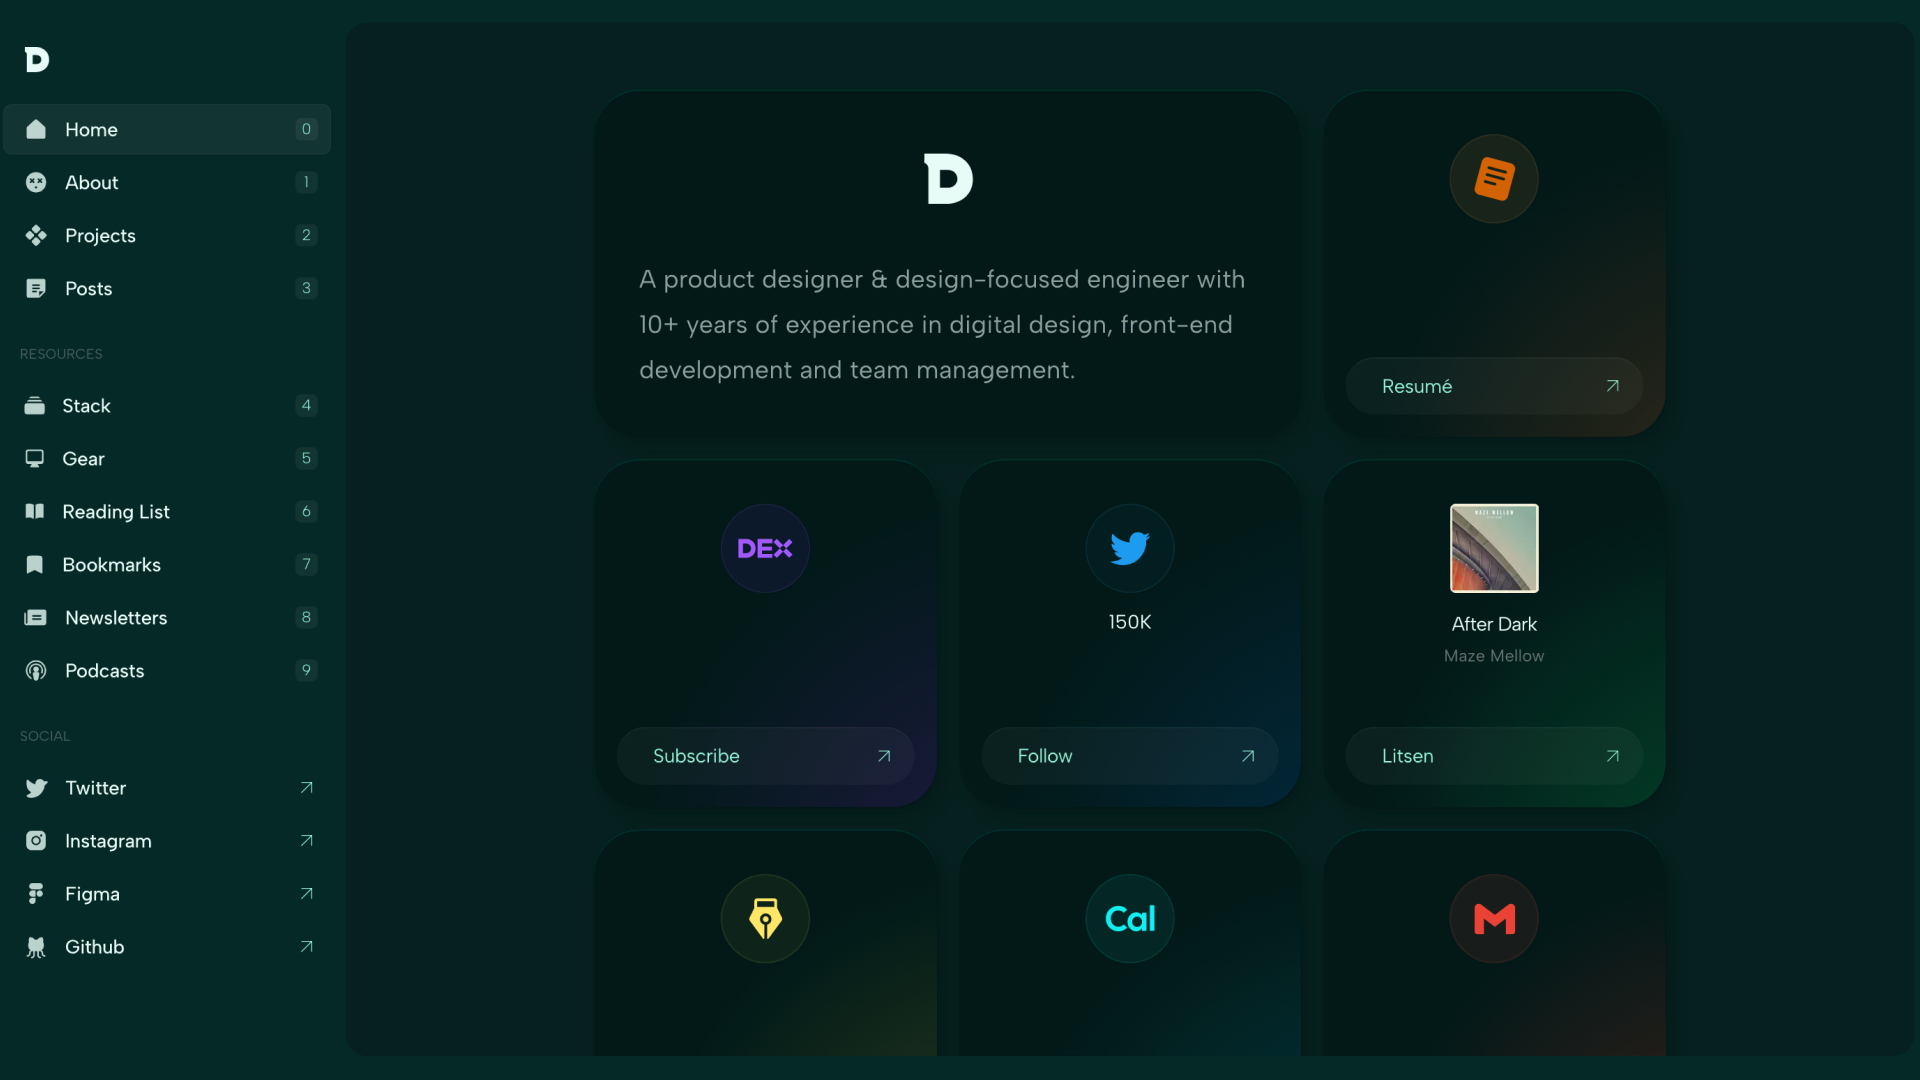 D
Home 0
About 1
Projects 2
Posts 3
RESOURCES
Stack 4
Gear 5
Reading List 6
Bookmarks 7
Newsletters 8
Podcasts 9
SOCIAL
Twitter
Instagram
Figma
Github
D
A product designer & design-focused engineer with
10+ years of experience in digital design, front-end
development and team management.
Resumé
DEX
Subscribe
150K
Follow
MAZE MELLOW
After Dark
Maze Mellow
Litsen
Cal
M